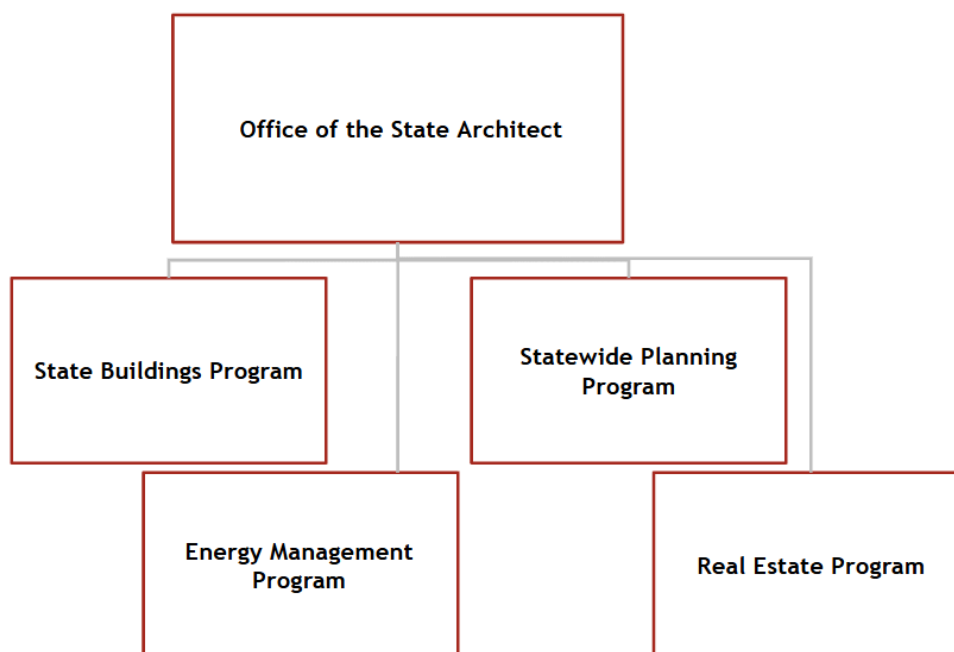 Office of the State Architect
State Buildings Program
Statewide Planning
Program
Energy Management
Program
Real Estate Program